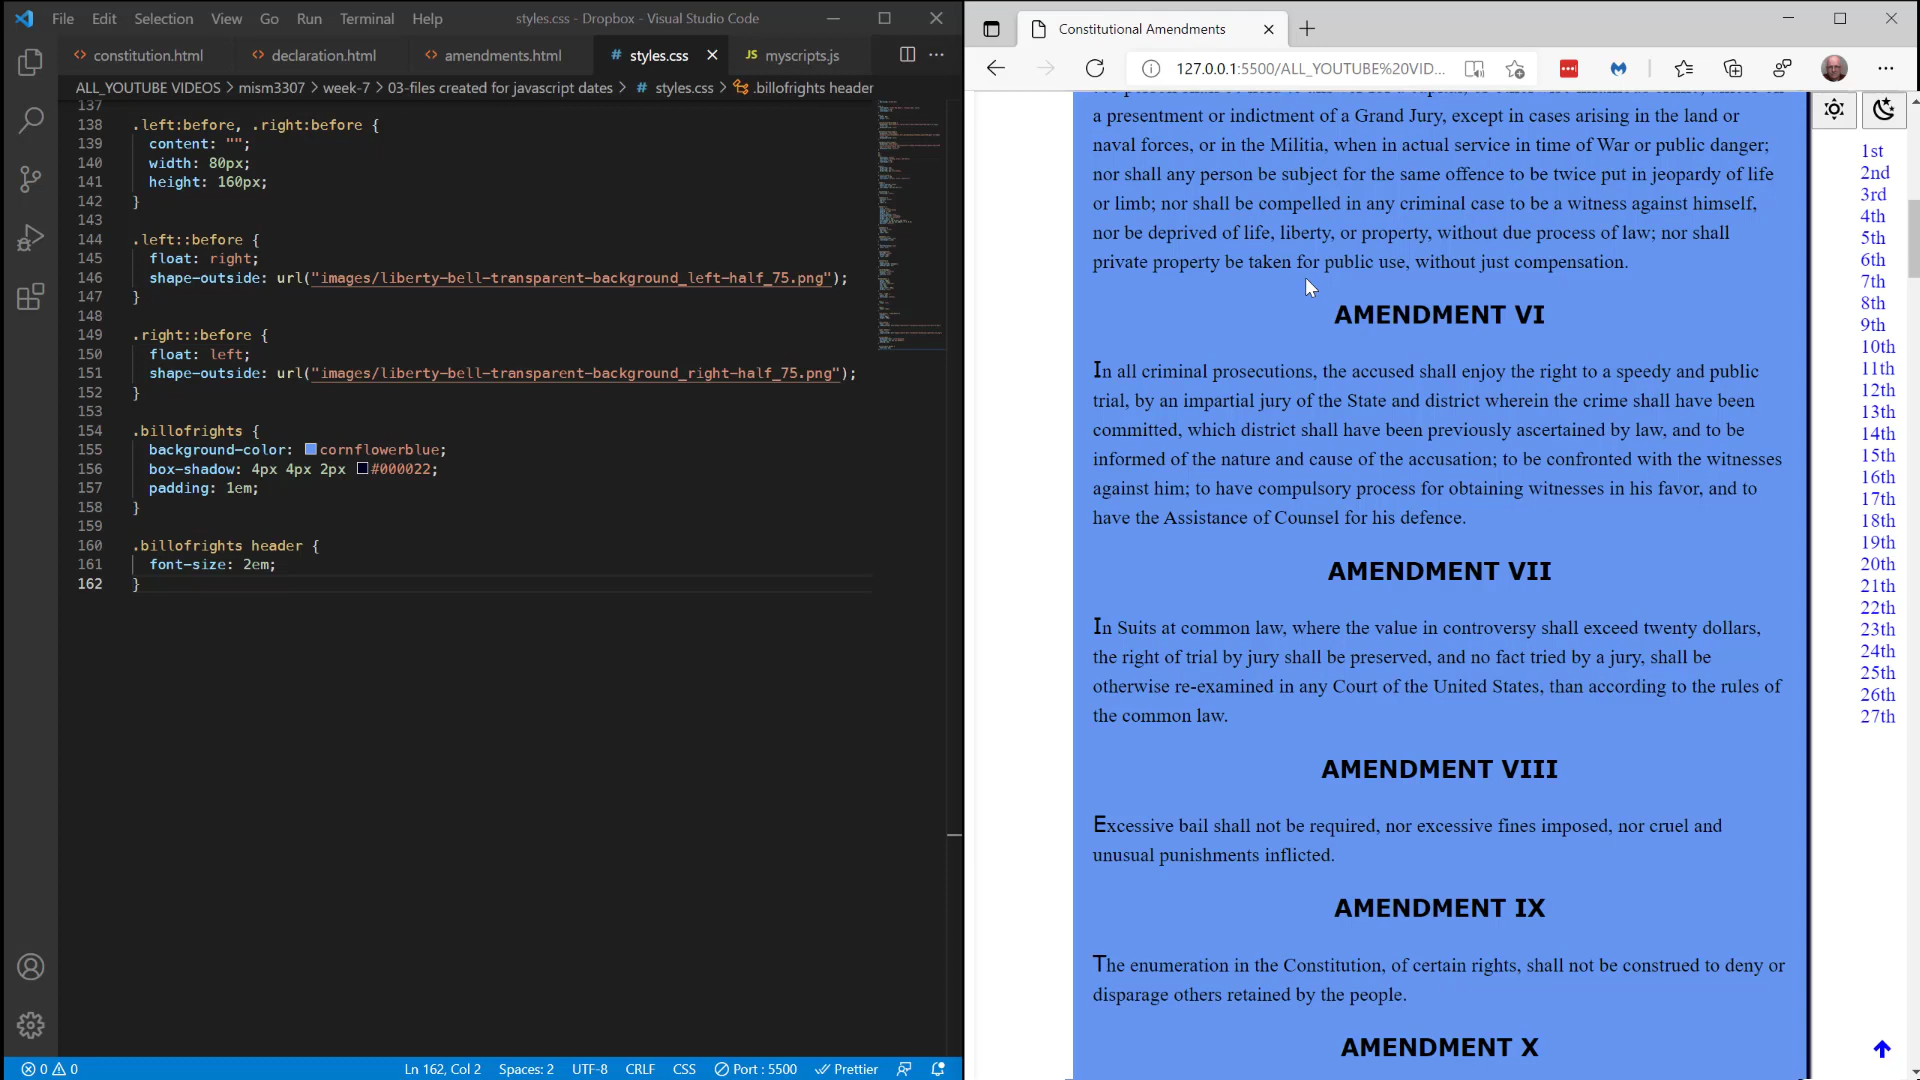 File Edit Selection View Go Run Terminal Help
styles.css - Dropbox - Visual Studio Code
constitution.html declaration.html amendments.html # styles.css JS myscripts.js
ALL_YOUTUBE VIDEOS > mism3307 > week-7 > 03-files created for javascript dates > # styles.css > .billofrights header
137
138 .left:before, .right:before {
139 content: "";
140 width: 80px;
141 height: 160px;
142 }
143
144 .left::before {
145 float: right;
146 shape-outside: url("images/liberty-bell-transparent-background_left-half_75.png");
147 }
148
149 .right::before {
150 float: left;
151 shape-outside: url("images/liberty-bell-transparent-background_right-half_75.png");
152 }
153
154 .billofrights {
155 background-color: cornflowerblue;
156 box-shadow: 4px 4px 2px #000022;
157 padding: 1em;
158 }
159
160 .billofrights header {
161 font-size: 2em;
162 }
0 0 Ln 162, Col 2 Spaces: 2 UTF-8 CRLF CSS Port : 5500 Prettier
Constitutional Amendments
127.0.0.1:5500/ALL_YOUTUBE%20VID...
a presentment or indictment of a Grand Jury, except in cases arising in the land or
naval forces, or in the Militia, when in actual service in time of War or public danger;
nor shall any person be subject for the same offence to be twice put in jeopardy of life
or limb; nor shall be compelled in any criminal case to be a witness against himself,
nor be deprived of life, liberty, or property, without due process of law; nor shall
private property be taken for public use, without just compensation.
AMENDMENT VI
In all criminal prosecutions, the accused shall enjoy the right to a speedy and public
trial, by an impartial jury of the State and district wherein the crime shall have been
committed, which district shall have been previously ascertained by law, and to be
informed of the nature and cause of the accusation; to be confronted with the witnesses
against him; to have compulsory process for obtaining witnesses in his favor, and to
have the Assistance of Counsel for his defence.
AMENDMENT VII
In Suits at common law, where the value in controversy shall exceed twenty dollars,
the right of trial by jury shall be preserved, and no fact tried by a jury, shall be
otherwise re-examined in any Court of the United States, than according to the rules of
the common law.
AMENDMENT VIII
Excessive bail shall not be required, nor excessive fines imposed, nor cruel and
unusual punishments inflicted.
AMENDMENT IX
The enumeration in the Constitution, of certain rights, shall not be construed to deny or
disparage others retained by the people.
AMENDMENT X
1st
2nd
3rd
4th
5th
6th
7th
8th
9th
10th
11th
12th
13th
14th
15th
16th
17th
18th
19th
20th
21th
22th
23th
24th
25th
26th
27th